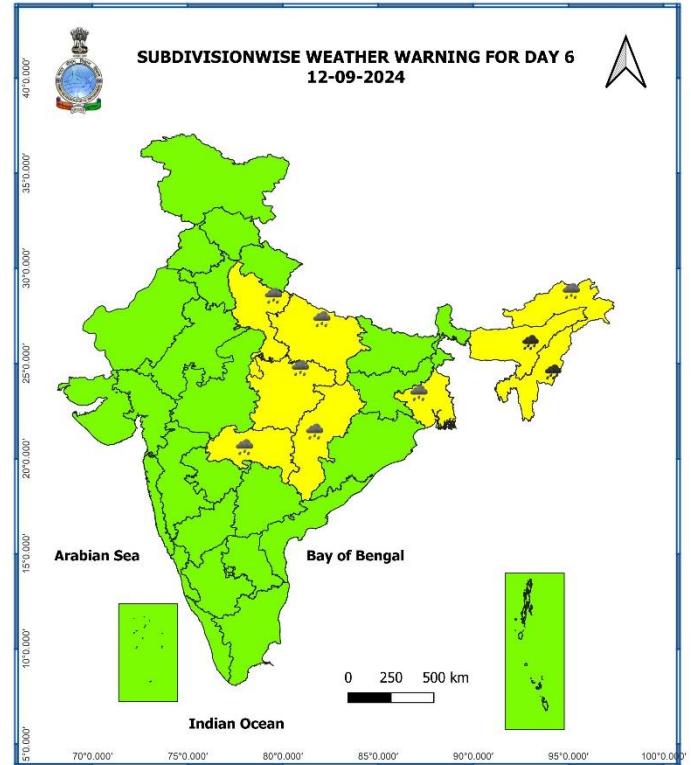 SUBDIVISIONWISE WEATHER WARNING FOR DAY 6
12-09-2024
40°0.000'
35°0.000'
30°0.000'
25°0.000'
20°0.000'
15°0.000'
10°0.000'
5°0.000'
Arabian Sea
Bay of Bengal
0 250 500 km
Indian Ocean
70°0.000' 75°0.000' 80°0.000' 85°0.000' 90°0.000' 95°0.000' 100°0.000'